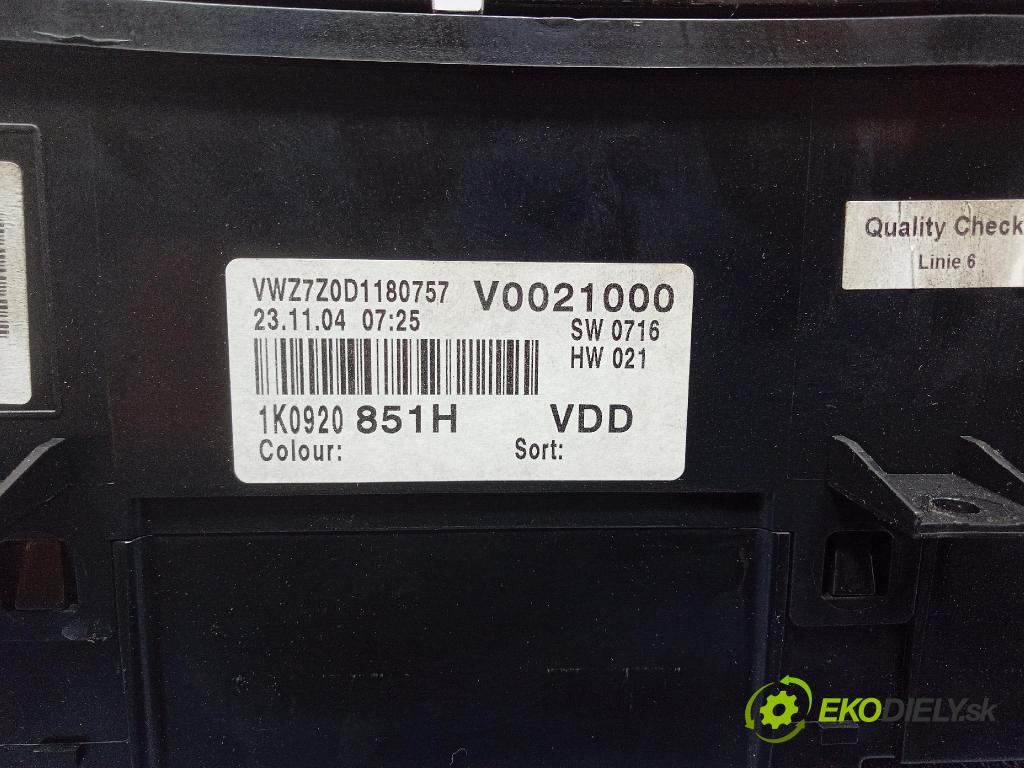 VWZ7Z0D1180757 V0021000
23.11.04 07:25 SW 0716
HW 021
1K0920 851H VDD
Colour: Sort:
Quality Check
Linie 6
EKODIELY.sk